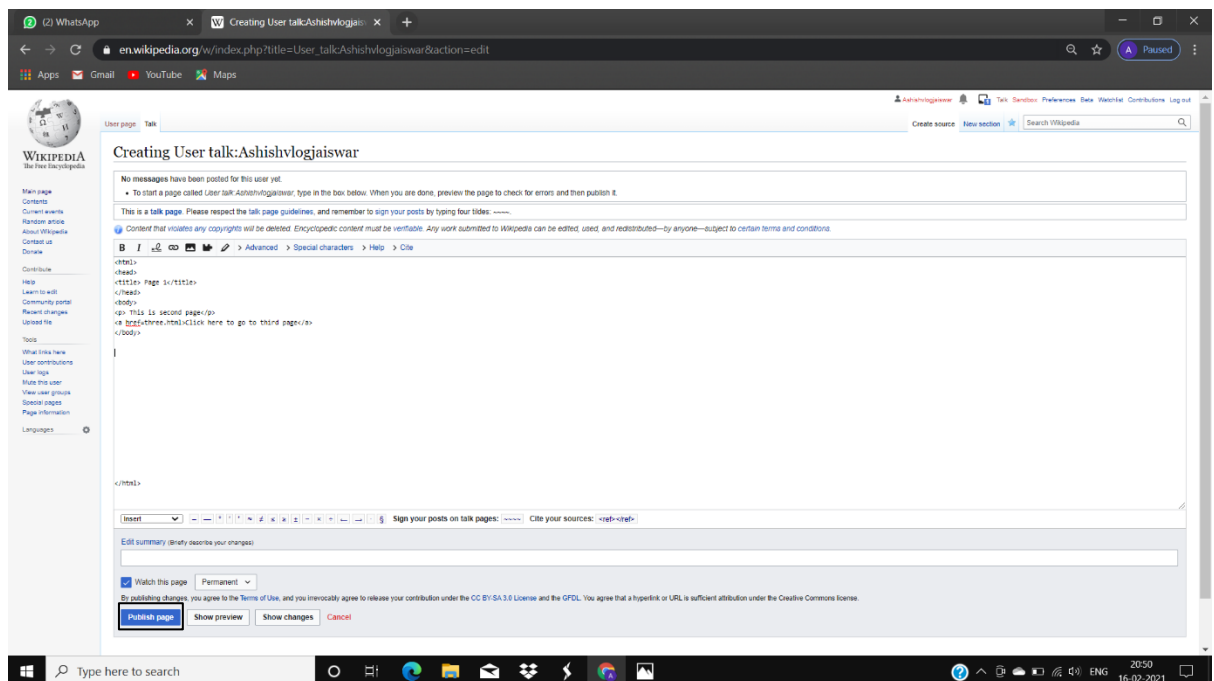 (2) WhatsApp
Creating User talk:Ashishvlogjais
en.wikipedia.org/w/index.php?title=User_talk:Ashishvlogjaiswar&action=edit
A Paused
Apps Gmail YouTube Maps
Ashishvlogjaiswar Talk Sandbox Preferences Beta Watchlist Contributions Log out
User page Talk
Create source New section Search Wikipedia
WIKIPEDIA
The Free Encyclopedia
Creating User talk:Ashishvlogjaiswar
No messages have been posted for this user yet.
• To start a page called User talk:Ashishvlogjaiswar, type in the box below. When you are done, preview the page to check for errors and then publish it.
This is a talk page. Please respect the talk page guidelines, and remember to sign your posts by typing four tildes: ~~~~.
Content that violates any copyrights will be deleted. Encyclopedic content must be verifiable. Any work submitted to Wikipedia can be edited, used, and redistributed—by anyone—subject to certain terms and conditions.
B I Advanced Special characters Help Cite
<html>
<head>
<title> Page 1</title>
</head>
<body>
<p> This is second page</p>
<a href=three.html>Click here to go to third page</a>
</body>
</html>
Main page
Contents
Current events
Random article
About Wikipedia
Contact us
Donate
Contribute
Help
Learn to edit
Community portal
Recent changes
Upload file
Tools
What links here
User contributions
User logs
Mute this user
View user groups
Special pages
Page information
Languages
Insert – — ° ′ ″ ≈ ≠ ≤ ≥ ± − × ÷ ← → · § Sign your posts on talk pages: ~~~~ Cite your sources: <ref></ref>
Edit summary (Briefly describe your changes)
Watch this page Permanent
By publishing changes, you agree to the Terms of Use, and you irrevocably agree to release your contribution under the CC BY-SA 3.0 License and the GFDL. You agree that a hyperlink or URL is sufficient attribution under the Creative Commons license.
Publish page Show preview Show changes Cancel
Type here to search
ENG
20:50
16-02-2021